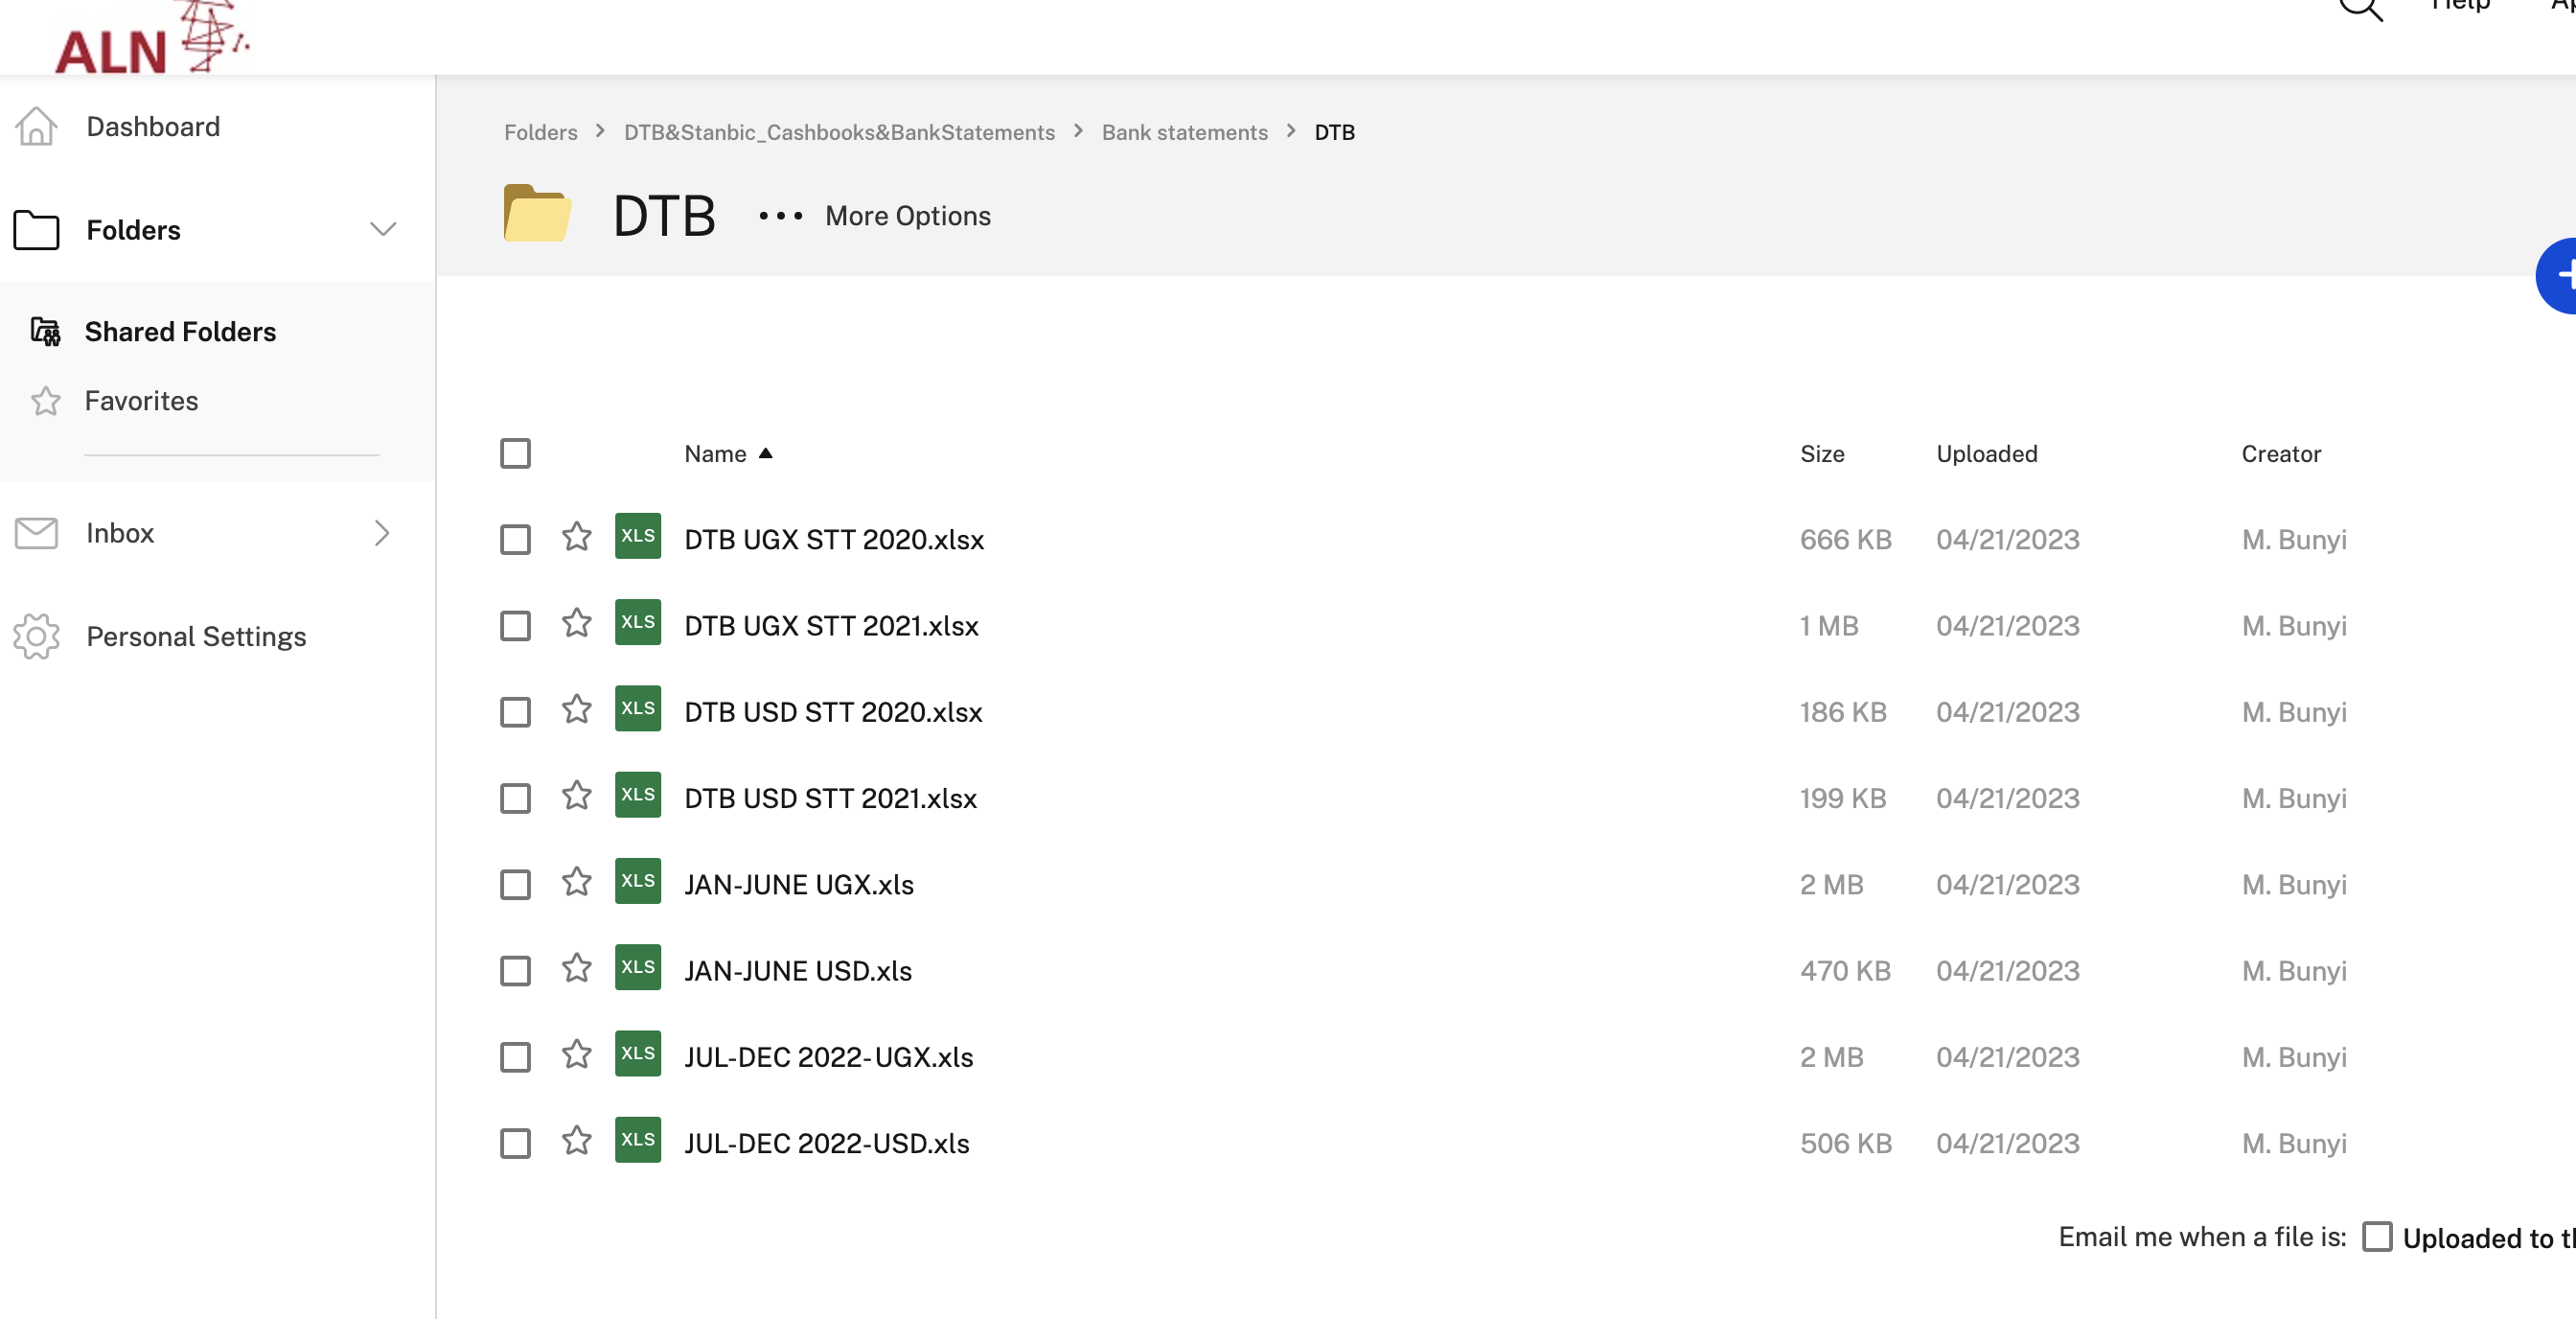 ALN
Help
Dashboard
Folders
Shared Folders
Favorites
Inbox
Personal Settings
Folders > DTB&Stanbic_Cashbooks&BankStatements > Bank statements > DTB
DTB ••• More Options
Name Size Uploaded Creator
XLS DTB UGX STT 2020.xlsx 666 KB 04/21/2023 M. Bunyi
XLS DTB UGX STT 2021.xlsx 1 MB 04/21/2023 M. Bunyi
XLS DTB USD STT 2020.xlsx 186 KB 04/21/2023 M. Bunyi
XLS DTB USD STT 2021.xlsx 199 KB 04/21/2023 M. Bunyi
XLS JAN-JUNE UGX.xls 2 MB 04/21/2023 M. Bunyi
XLS JAN-JUNE USD.xls 470 KB 04/21/2023 M. Bunyi
XLS JUL-DEC 2022-UGX.xls 2 MB 04/21/2023 M. Bunyi
XLS JUL-DEC 2022-USD.xls 506 KB 04/21/2023 M. Bunyi
Email me when a file is: Uploaded to